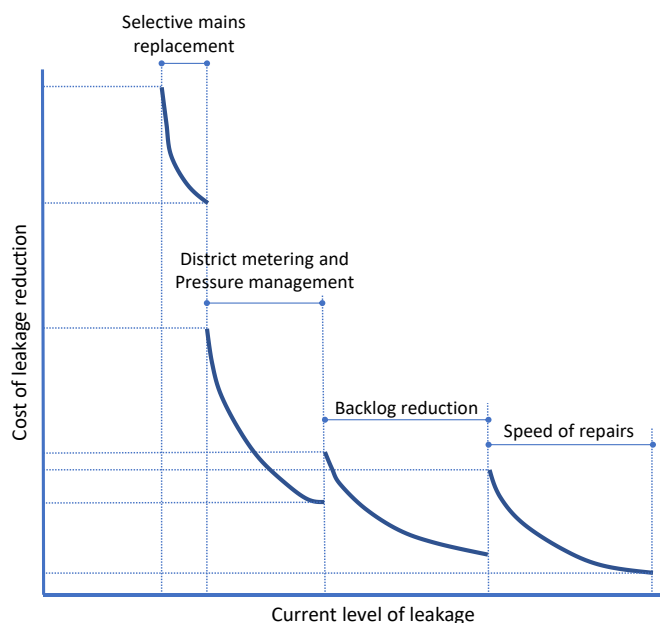 Selective mains
replacement
District metering and
Pressure management
Backlog reduction
Speed of repairs
Cost of leakage reduction
Current level of leakage